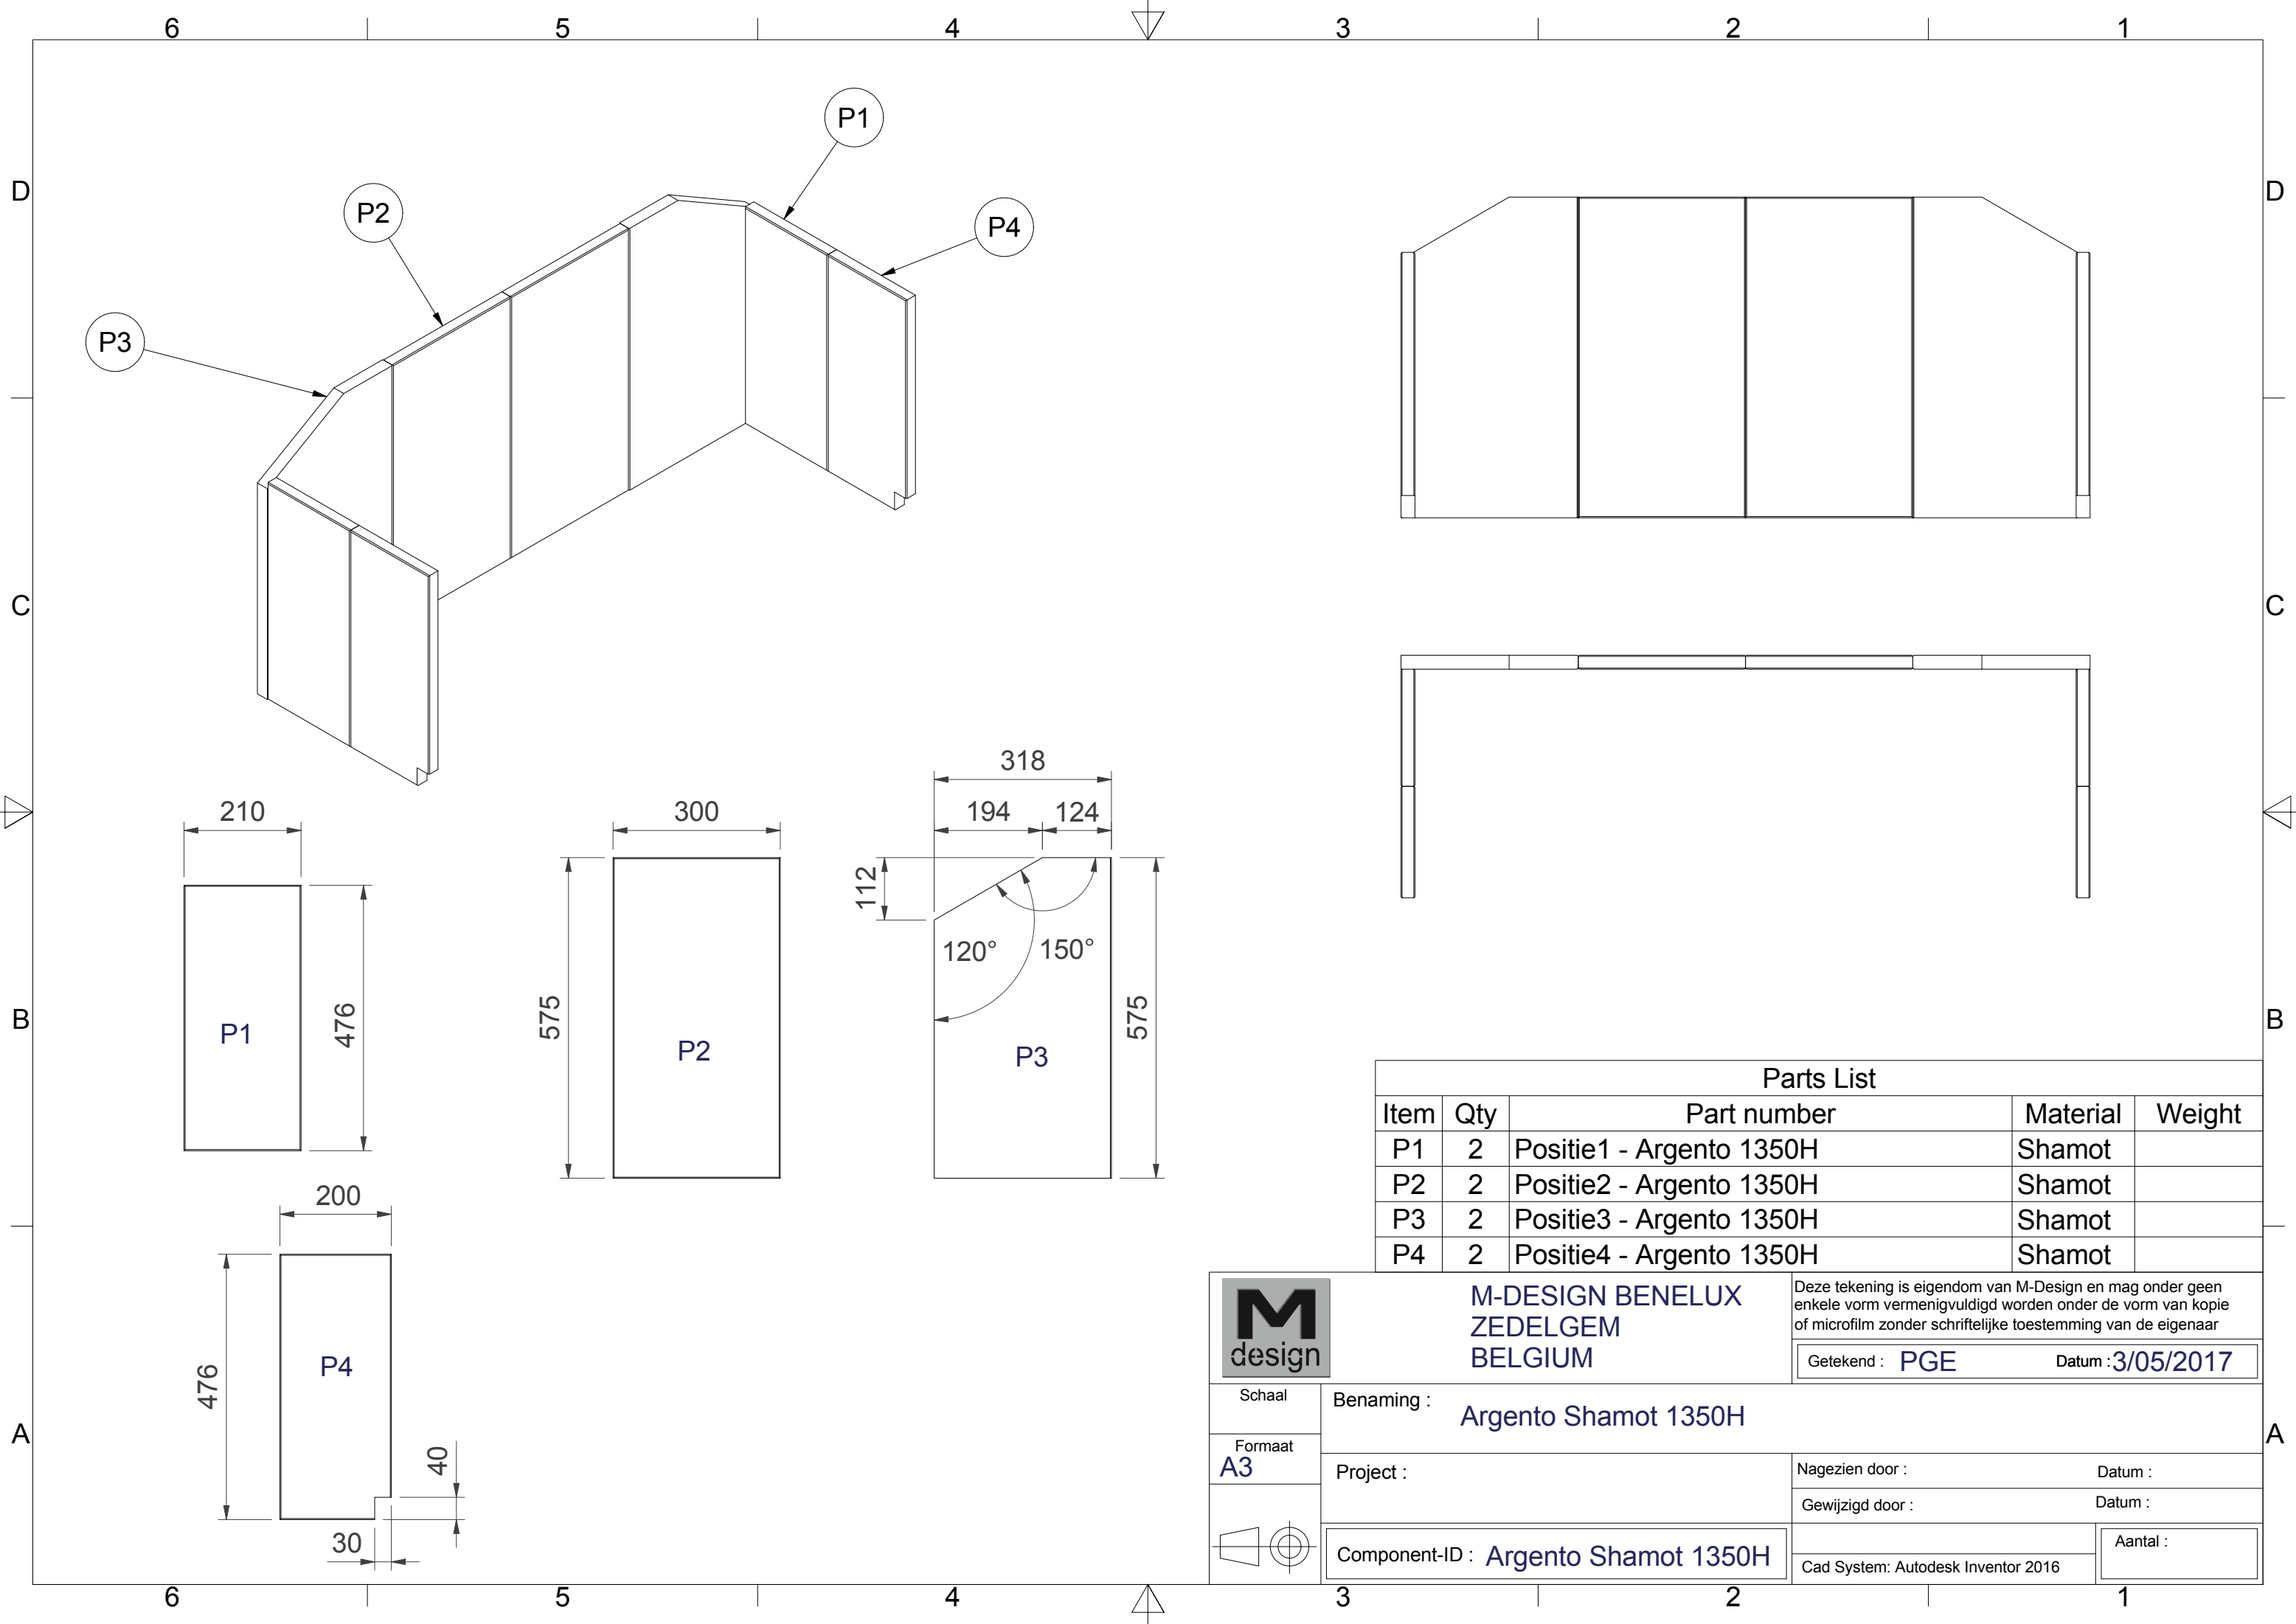 6 5 4 3 2 1
D D
C C
B B
A A
P1
P2
P4
P3
318
210
300
194 124
112
120° 150°
476
575
575
P1
P2
P3
200
476
P4
40
30
Parts List
Item Qty Part number Material Weight
P1 2 Positie1 - Argento 1350H Shamot
P2 2 Positie2 - Argento 1350H Shamot
P3 2 Positie3 - Argento 1350H Shamot
P4 2 Positie4 - Argento 1350H Shamot
M
design
M-DESIGN BENELUX
ZEDELGEM
BELGIUM
Deze tekening is eigendom van M-Design en mag onder geen
enkele vorm vermenigvuldigd worden onder de vorm van kopie
of microfilm zonder schriftelijke toestemming van de eigenaar
Getekend : PGE Datum : 3/05/2017
Schaal
Benaming :
Argento Shamot 1350H
Formaat
A3
Project :
Nagezien door : Datum :
Gewijzigd door : Datum :
Component-ID : Argento Shamot 1350H
Aantal :
Cad System: Autodesk Inventor 2016
6 5 4 3 2 1